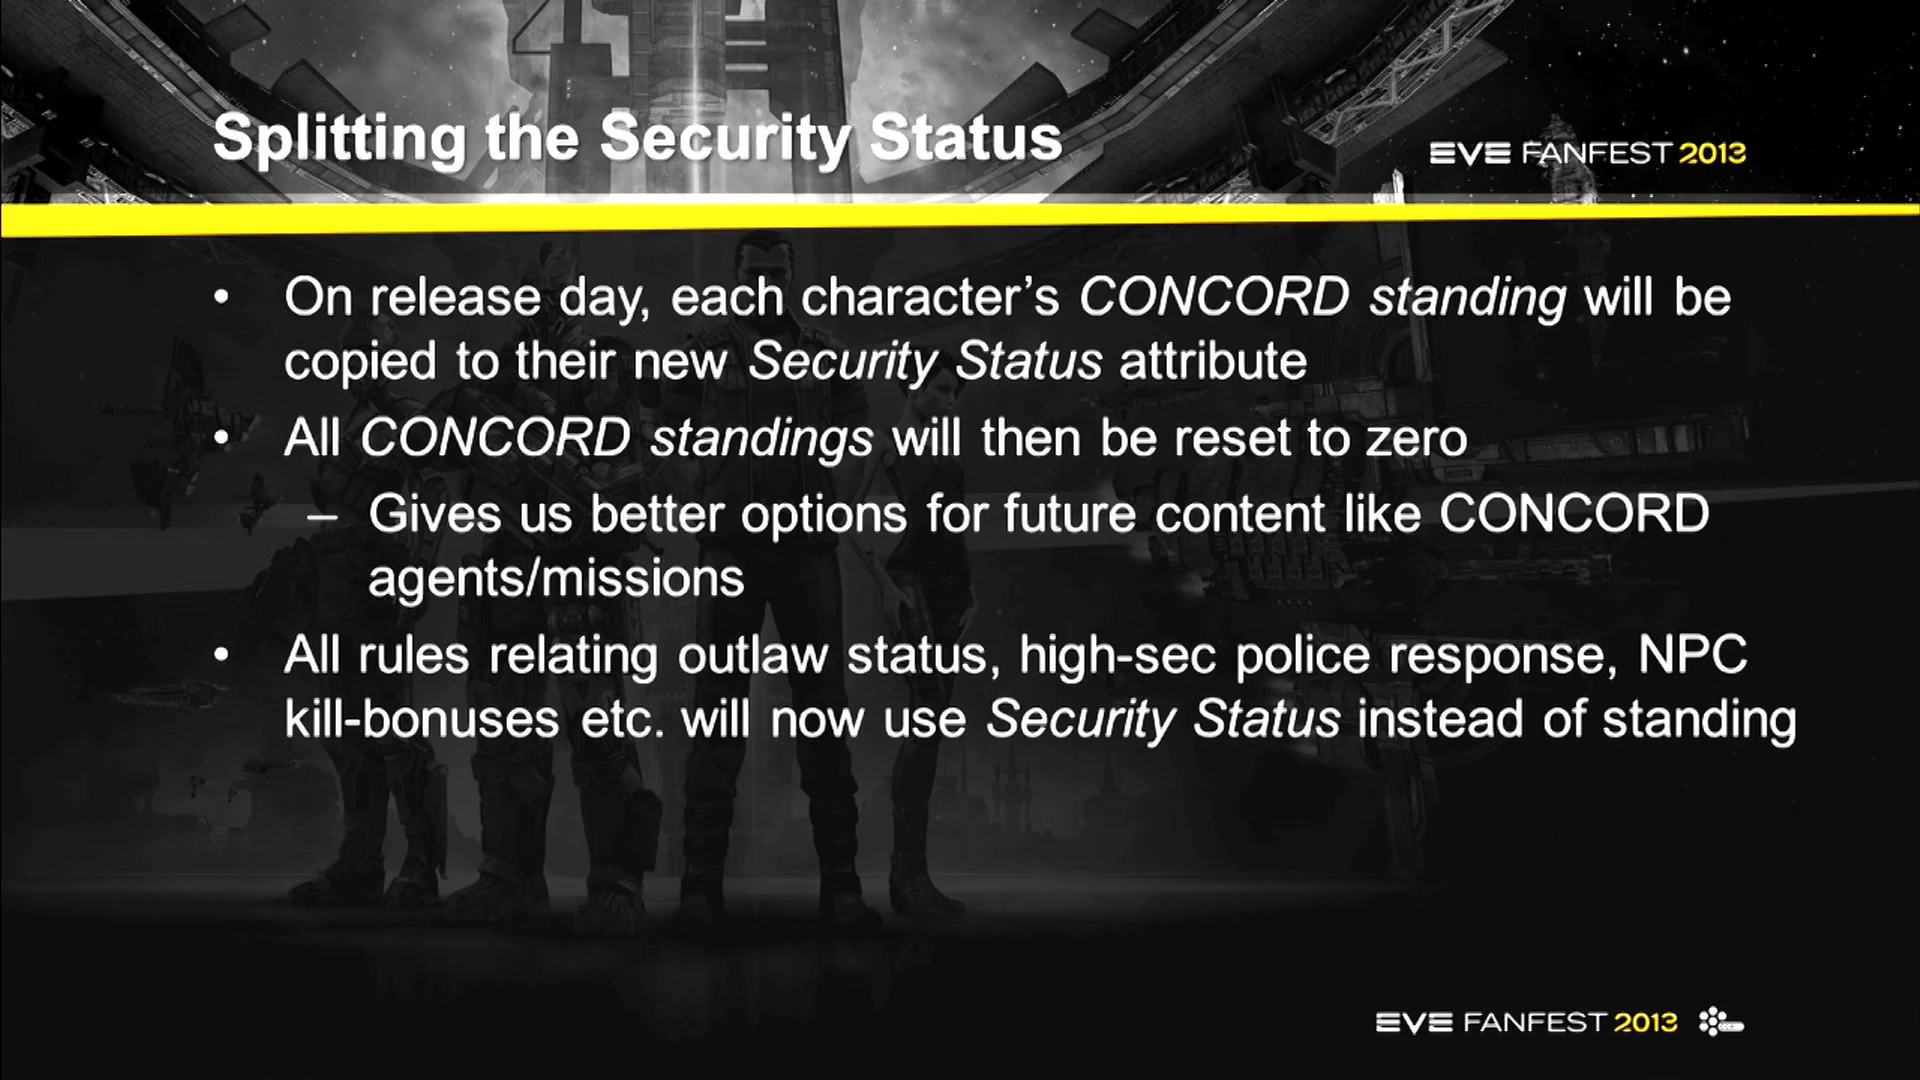 Splitting the Security Status
EVE FANFEST 2013
• On release day, each character’s CONCORD standing will be
copied to their new Security Status attribute
• All CONCORD standings will then be reset to zero
– Gives us better options for future content like CONCORD
agents/missions
• All rules relating outlaw status, high-sec police response, NPC
kill-bonuses etc. will now use Security Status instead of standing
EVE FANFEST 2013